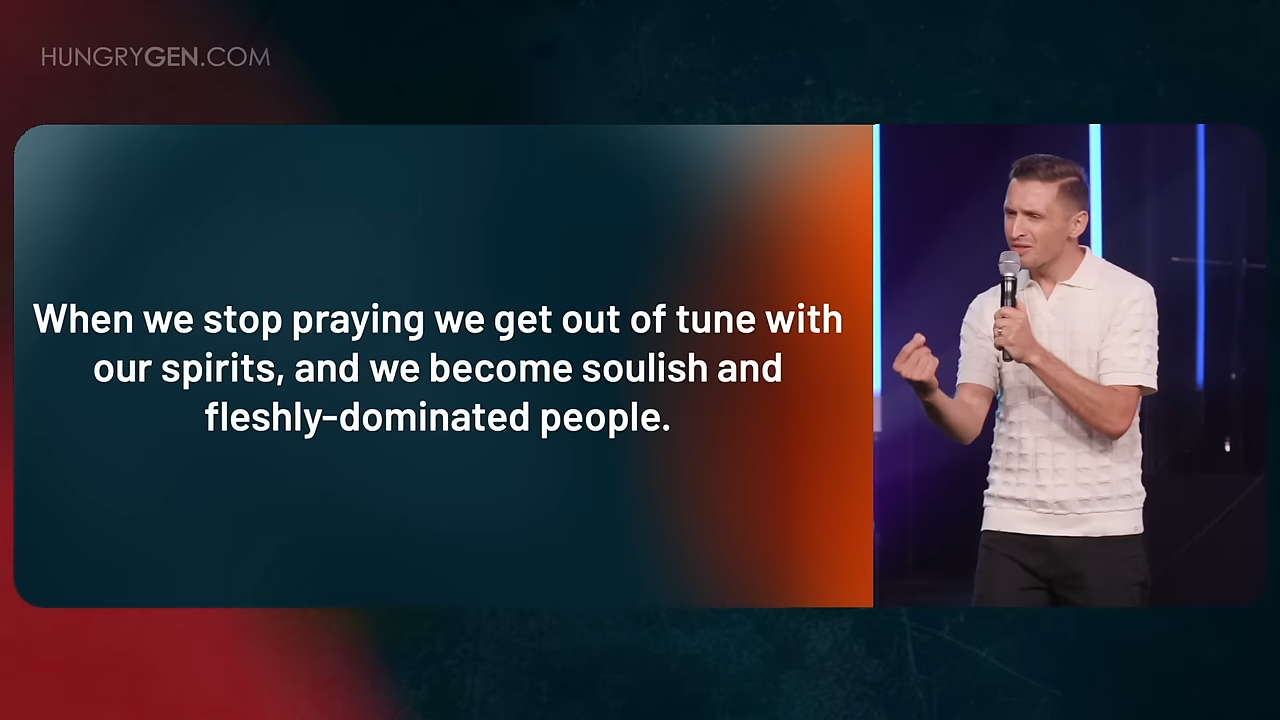 HUNGRYGEN.COM
When we stop praying we get out of tune with
our spirits, and we become soulish and
fleshly-dominated people.